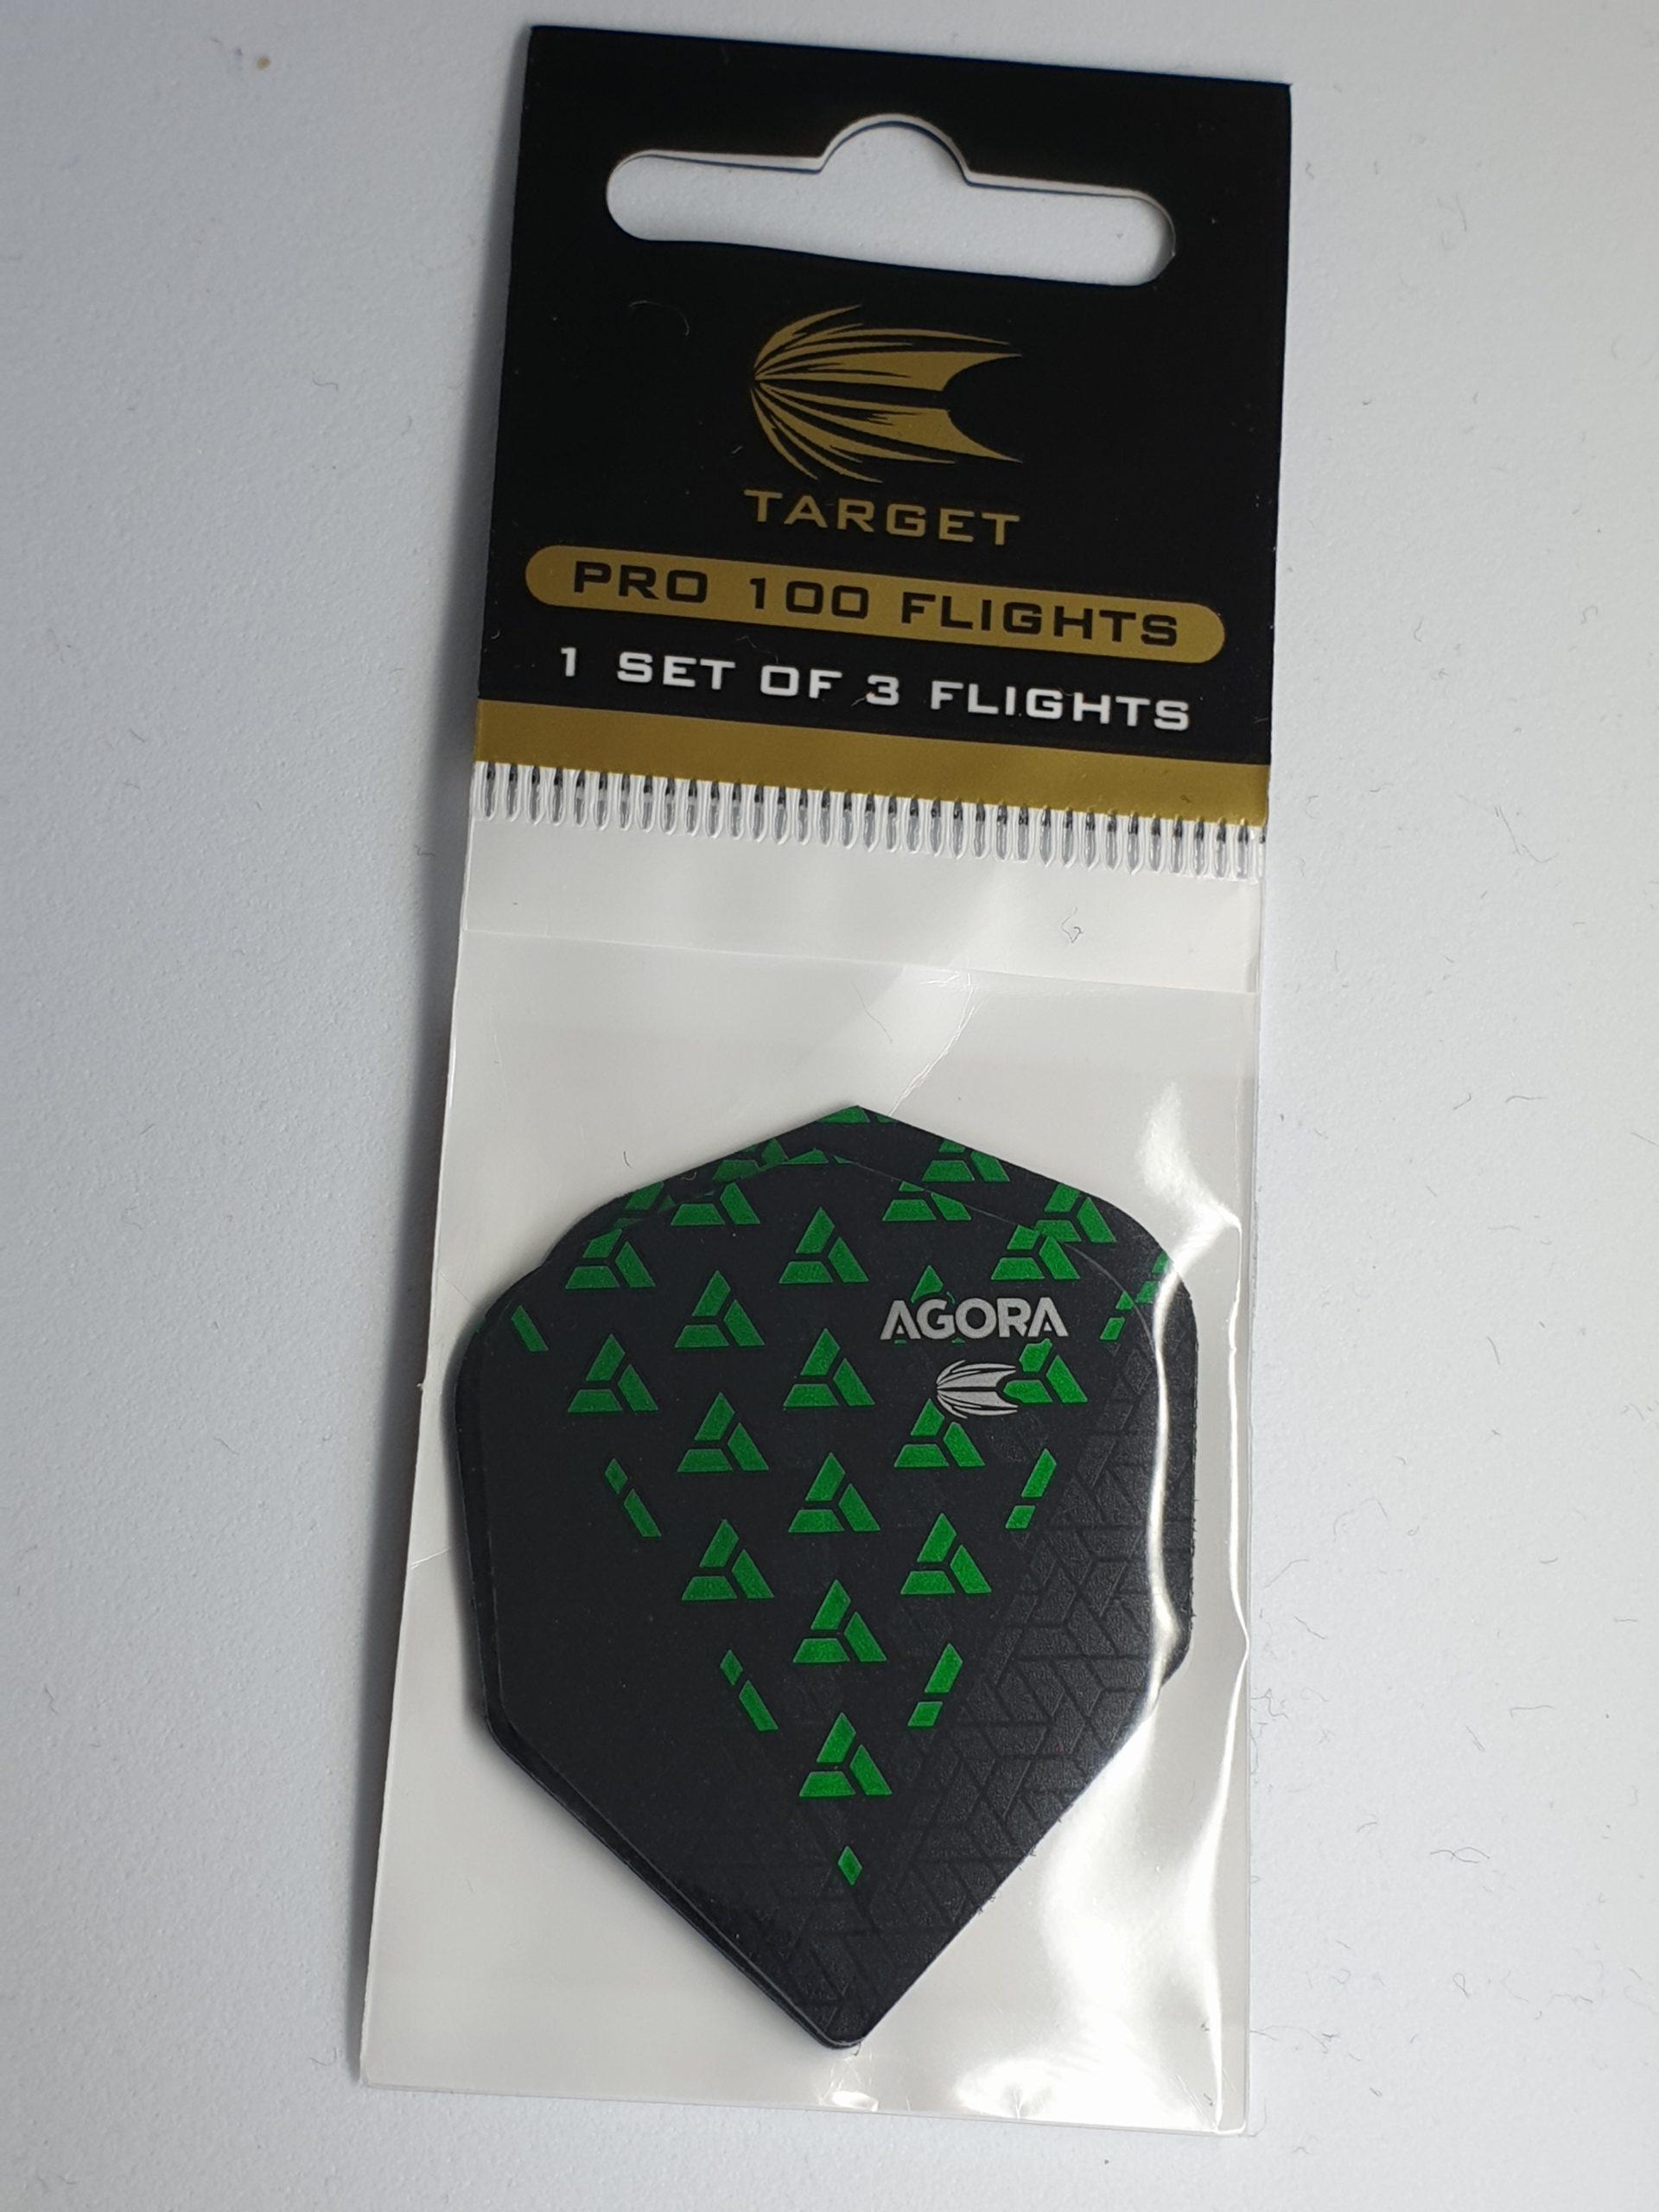 TARGET
PRO 100 FLIGHTS
1 SET OF 3 FLIGHTS
AGORA